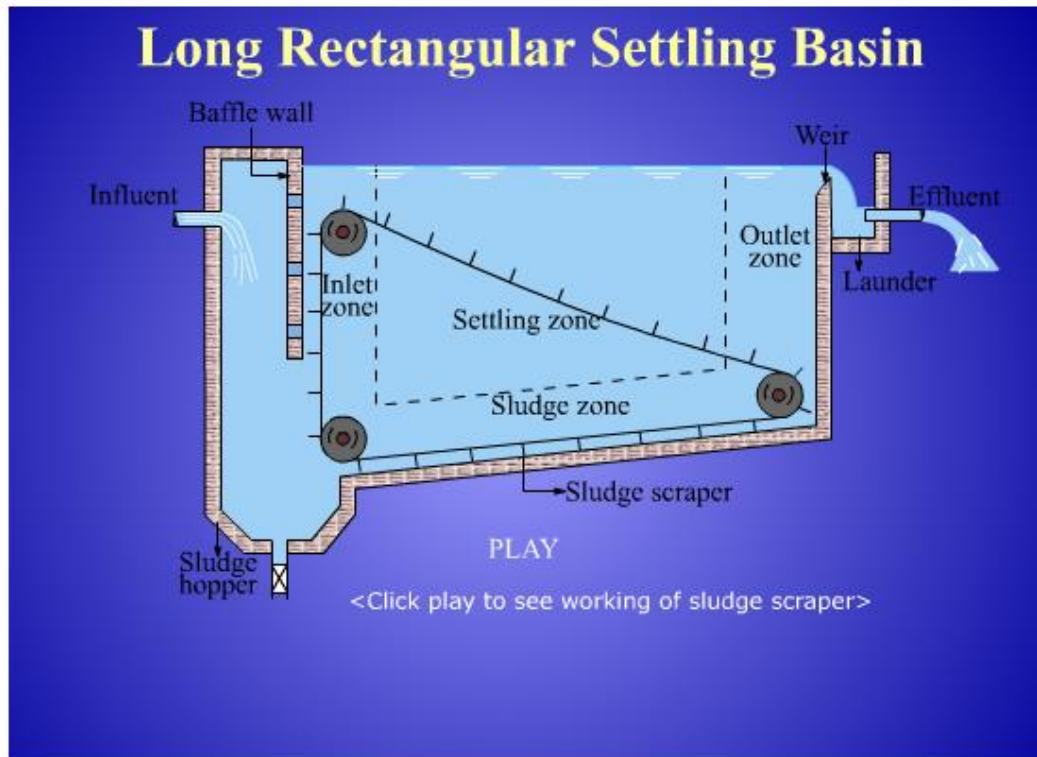 Long Rectangular Settling Basin
Baffle wall
Weir
Influent
Effluent
Outlet
zone
Launder
Inlet
zone
Settling zone
Sludge zone
Sludge scraper
Sludge
hopper
PLAY
<Click play to see working of sludge scraper>